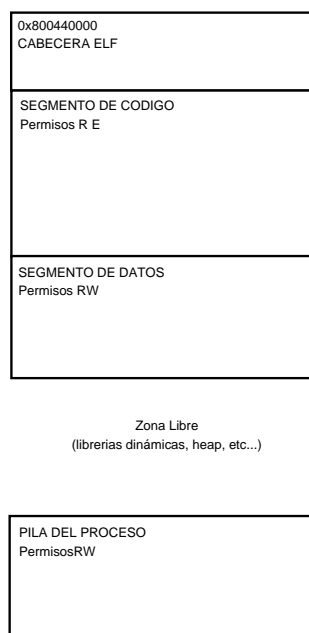 0x800440000
CABECERA ELF
SEGMENTO DE CODIGO
Permisos R E
SEGMENTO DE DATOS
Permisos RW
Zona Libre
(librerias dinámicas, heap, etc...)
PILA DEL PROCESO
PermisosRW